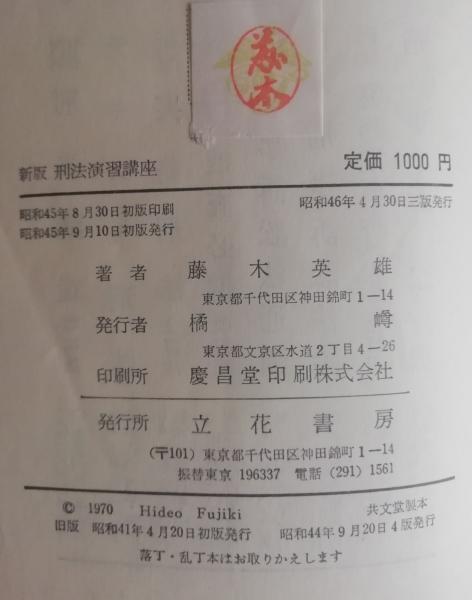 藤木
新版 刑法演習講座 定価 1000 円
昭和45年8月30日初版印刷
昭和45年9月10日初版発行 昭和46年4月30日三版発行
著者 藤木英雄
東京都千代田区神田錦町1―14
発行者 橘 嶟
東京都文京区水道2丁目4―26
印刷所 慶昌堂印刷株式会社
発行所 立花書房
(〒101) 東京都千代田区神田錦町1―14
振替東京 196337 電話 (291) 1561
© 1970 Hideo Fujiki 共文堂製本
旧版 昭和41年4月20日初版発行 昭和44年9月20日4版発行
落丁・乱丁本はお取りかえします